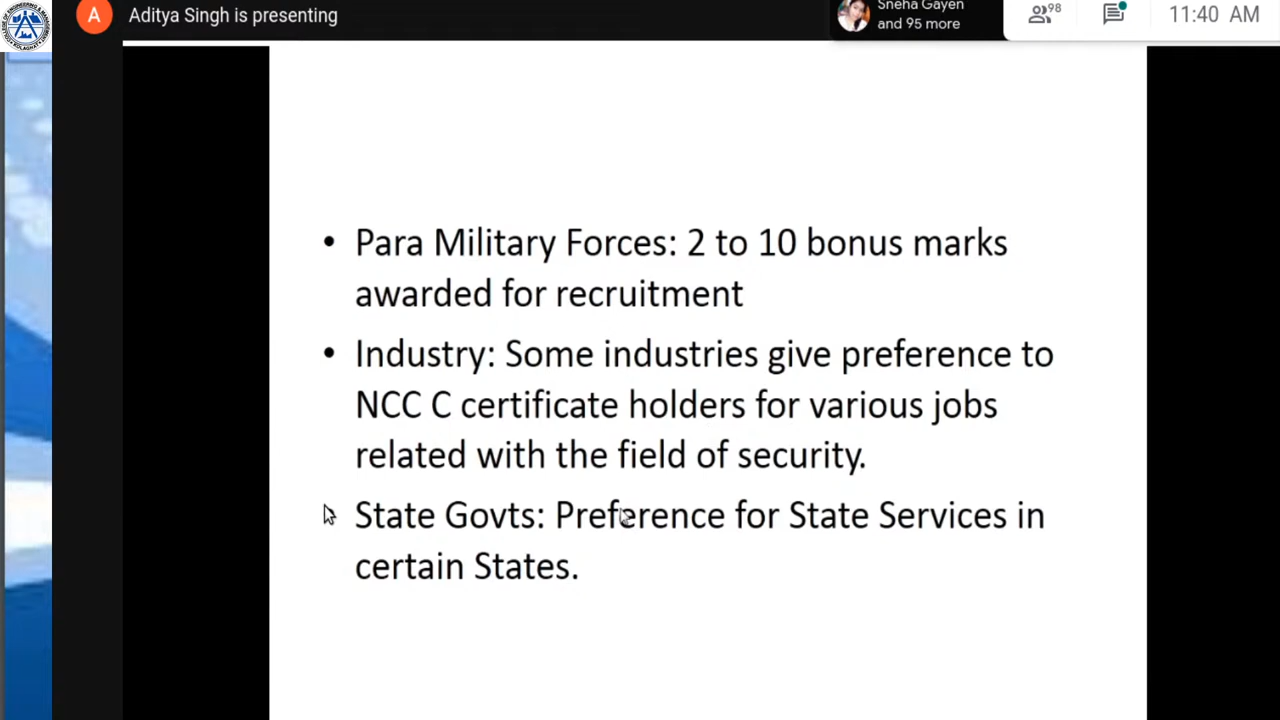 A
Aditya Singh is presenting
Sneha Gayen
and 95 more
98
11:40 AM
• Para Military Forces: 2 to 10 bonus marks
awarded for recruitment
• Industry: Some industries give preference to
NCC C certificate holders for various jobs
related with the field of security.
State Govts: Preference for State Services in
certain States.